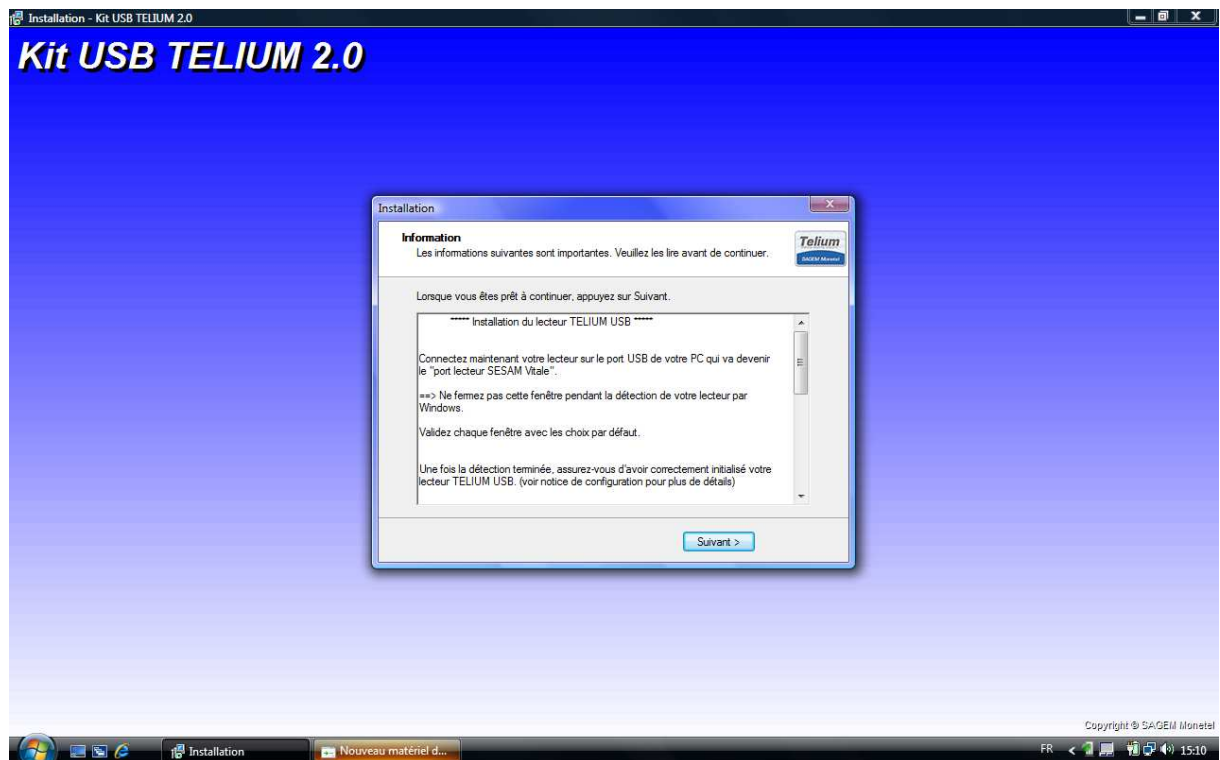 Installation - Kit USB TELIUM 2.0
Kit USB TELIUM 2.0
Installation
Information
Les informations suivantes sont importantes. Veuillez les lire avant de continuer.
Telium
SAGEM Monetel
Lorsque vous êtes prêt à continuer, appuyez sur Suivant.
***** Installation du lecteur TELIUM USB *****
Connectez maintenant votre lecteur sur le port USB de votre PC qui va devenir
le "port lecteur SESAM Vitale".
==> Ne fermez pas cette fenêtre pendant la détection de votre lecteur par
Windows.
Validez chaque fenêtre avec les choix par défaut.
Une fois la détection terminée, assurez-vous d'avoir correctement initialisé votre
lecteur TELIUM USB. (voir notice de configuration pour plus de détails)
Suivant >
Copyright © SAGEM Monetel
Installation
Nouveau matériel d...
FR
15:10